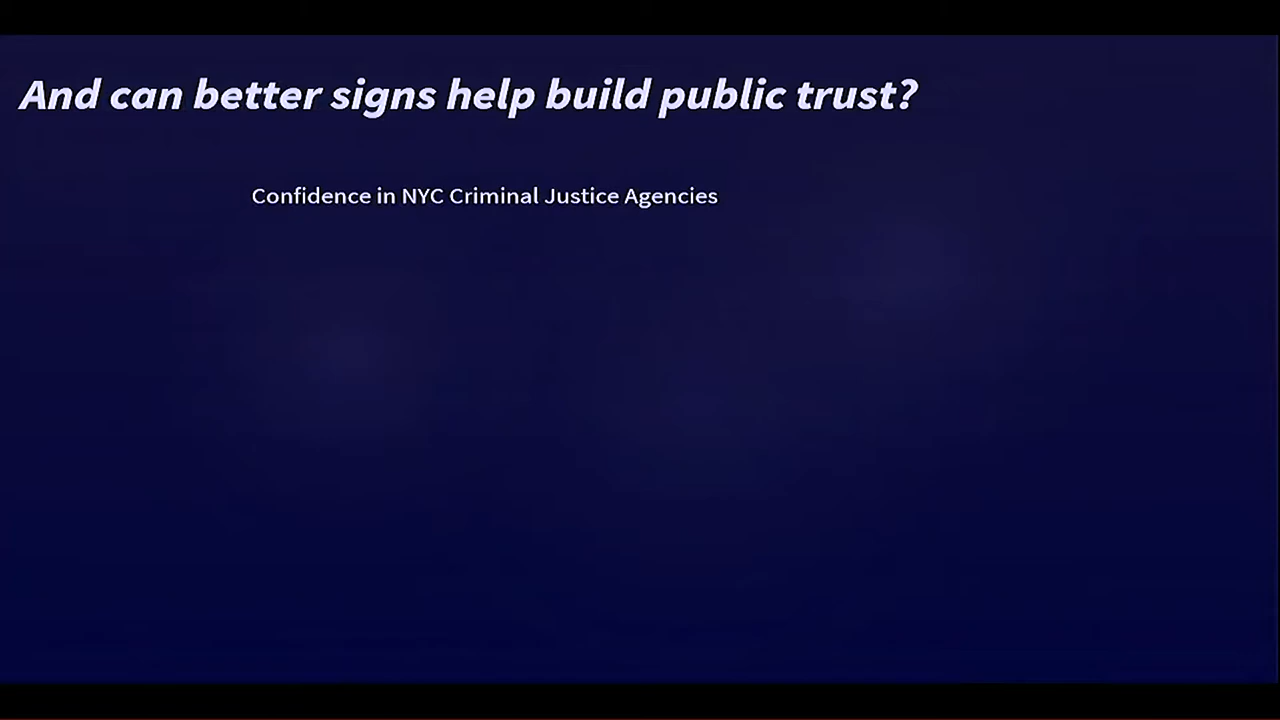 And can better signs help build public trust?
Confidence in NYC Criminal Justice Agencies